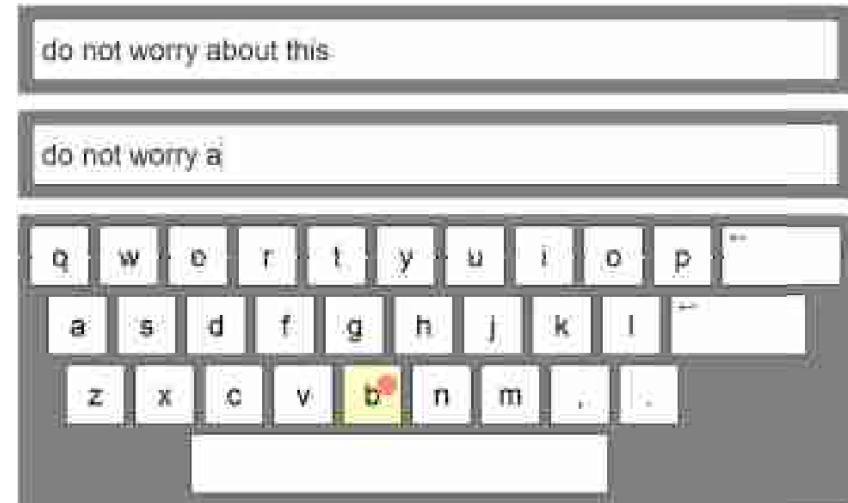 do not worry about this
do not worry a
q w e r t y u i o p
a s d f g h j k l
z x c v b n m , .